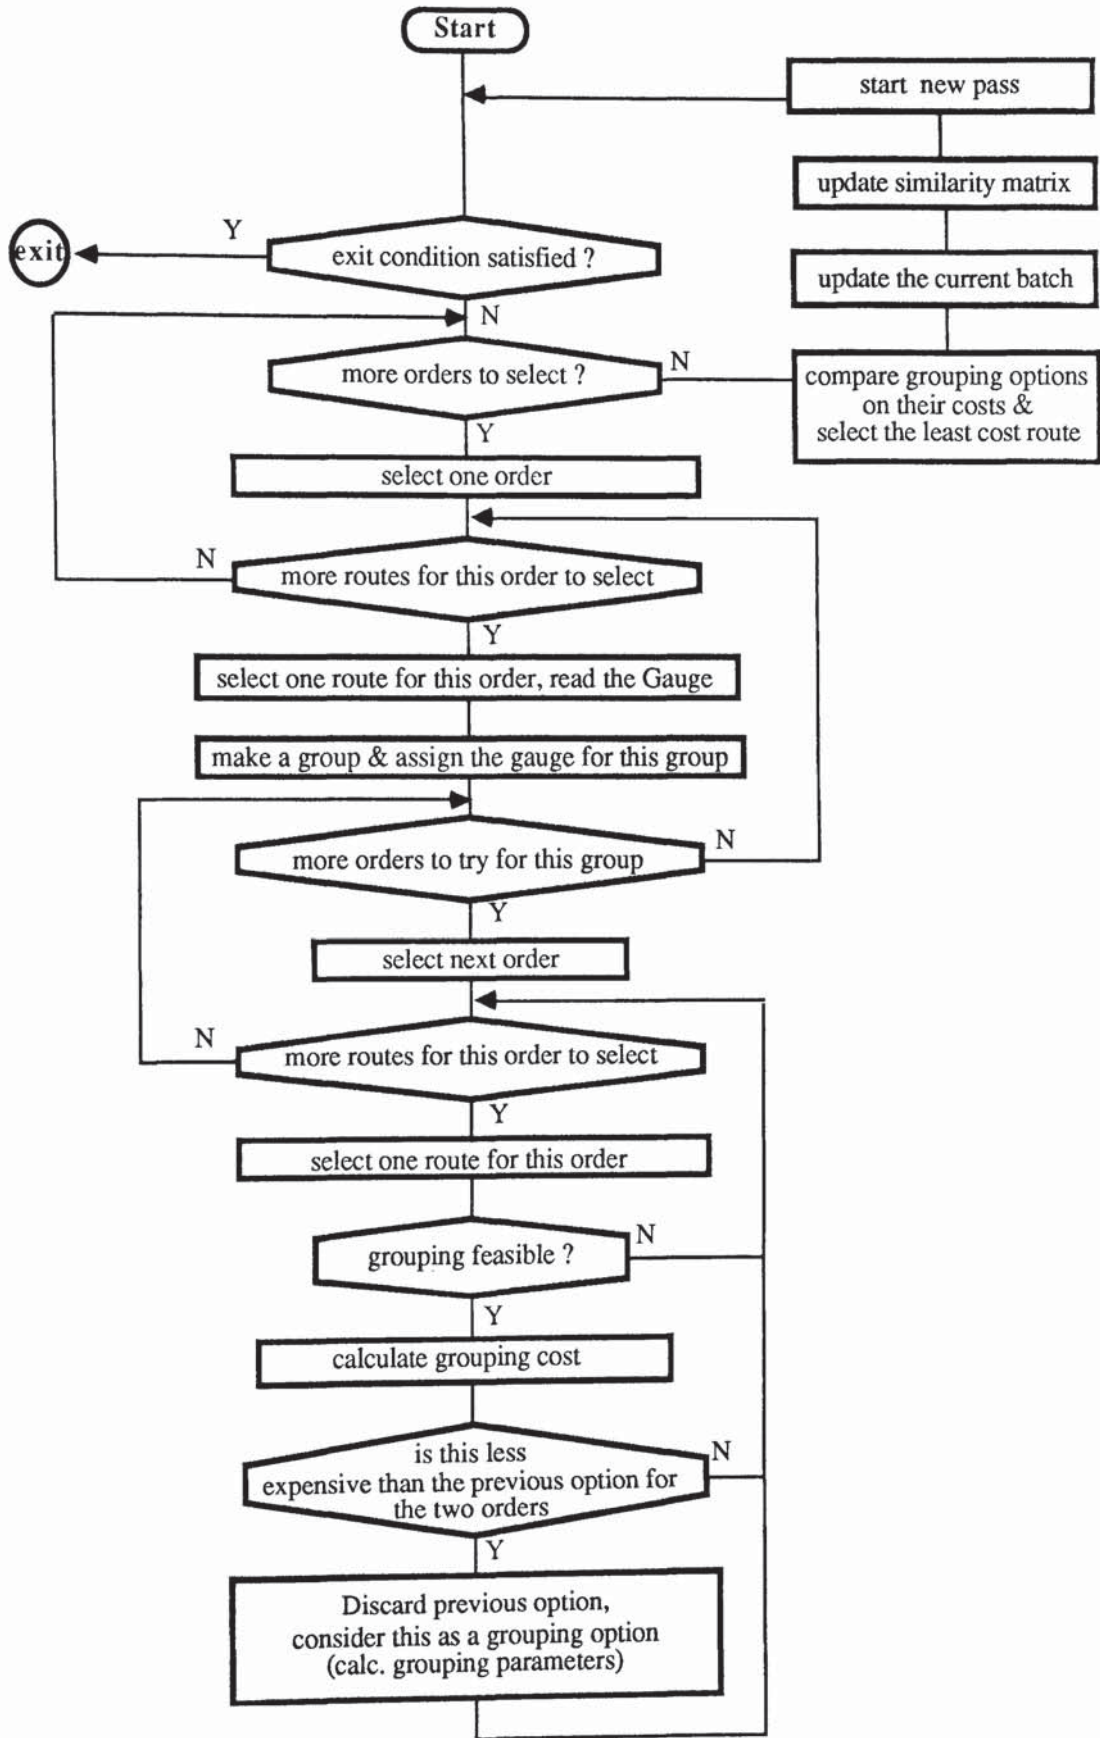 Start
start new pass
update similarity matrix
Y
exit
exit condition satisfied ?
update the current batch
N
more orders to select ?
N
compare grouping options
on their costs &
select the least cost route
Y
select one order
N
more routes for this order to select
Y
select one route for this order, read the Gauge
make a group & assign the gauge for this group
more orders to try for this group
N
Y
select next order
N
more routes for this order to select
Y
select one route for this order
grouping feasible ?
N
Y
calculate grouping cost
is this less
expensive than the previous option for
the two orders
N
Y
Discard previous option,
consider this as a grouping option
(calc. grouping parameters)